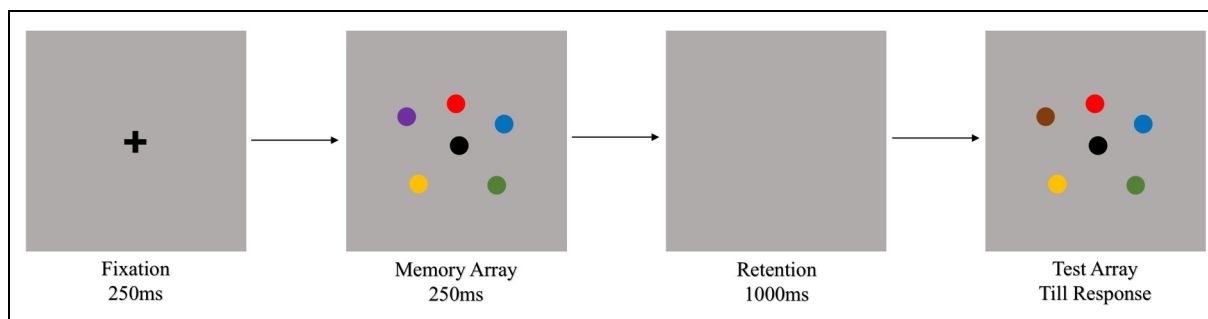 Fixation
250ms
Memory Array
250ms
Retention
1000ms
Test Array
Till Response